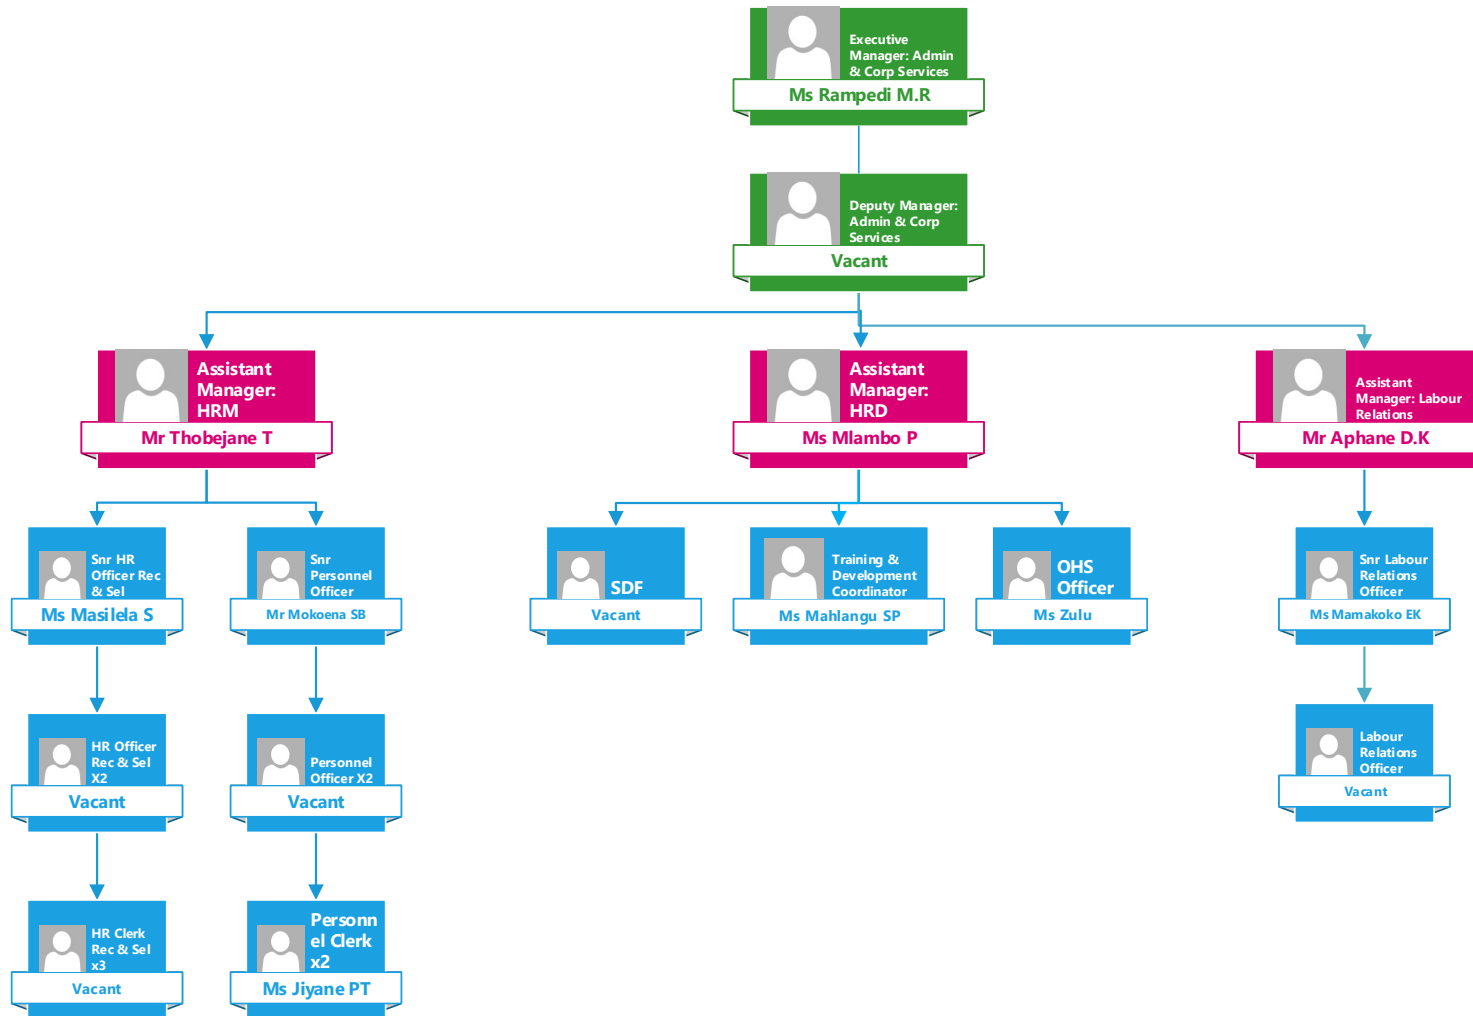 Executive
Manager: Admin
& Corp Services
Ms Rampedi M.R
Deputy Manager:
Admin & Corp
Services
Vacant
Assistant
Manager:
HRM
Mr Thobejane T
Assistant
Manager:
HRD
Ms Mlambo P
Assistant
Manager: Labour
Relations
Mr Aphane D.K
Snr HR
Officer Rec
& Sel
Ms Masilela S
Snr
Personnel
Officer
Mr Mokoena SB
SDF
Vacant
Training &
Development
Coordinator
Ms Mahlangu SP
OHS
Officer
Ms Zulu
Snr Labour
Relations
Officer
Ms Mamakoko EK
HR Officer
Rec & Sel
X2
Vacant
Personnel
Officer X2
Vacant
Labour
Relations
Officer
Vacant
HR Clerk
Rec & Sel
x3
Vacant
Personn
el Clerk
x2
Ms Jiyane PT